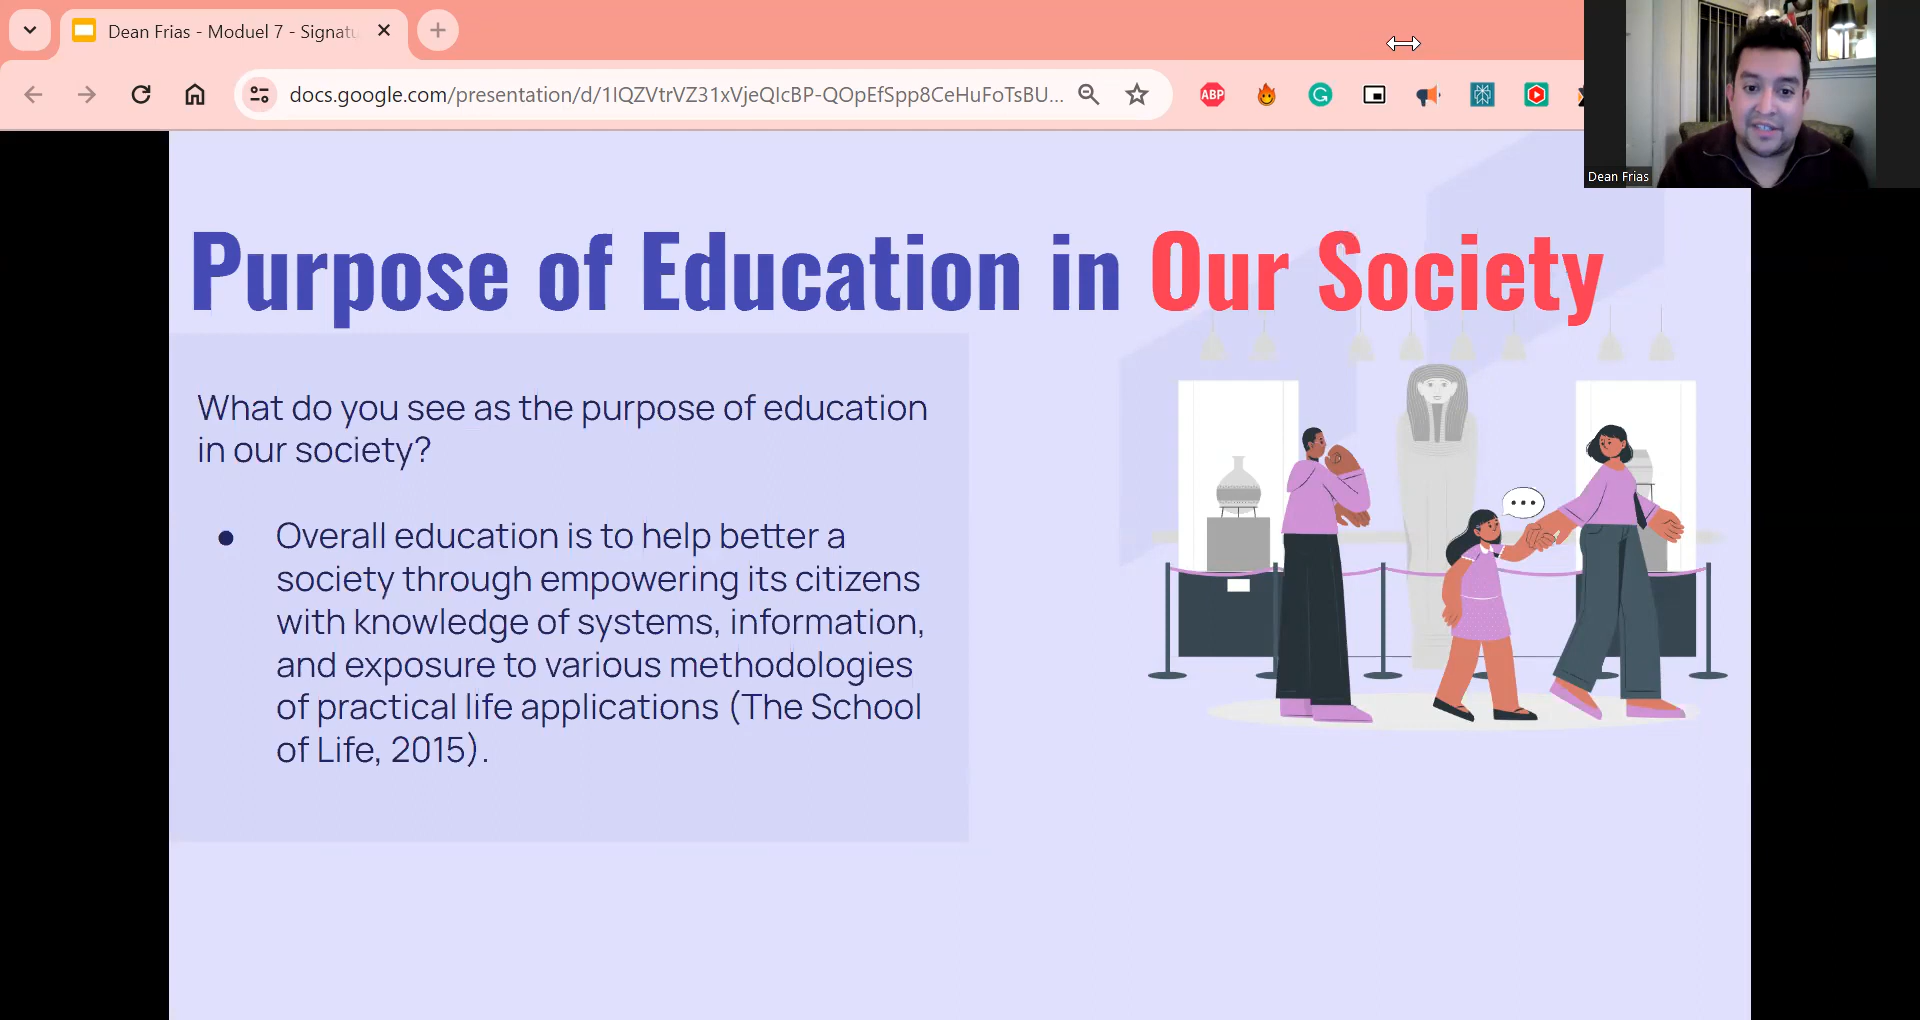 Dean Frias - Moduel 7 - Signatu
docs.google.com/presentation/d/1IQZVtrVZ31xVjeQIcBP-QOpEfSpp8CeHuFoTsBU...
ABP
Dean Frias
Purpose of Education in Our Society
What do you see as the purpose of education
in our society?
● Overall education is to help better a
society through empowering its citizens
with knowledge of systems, information,
and exposure to various methodologies
of practical life applications (The School
of Life, 2015).